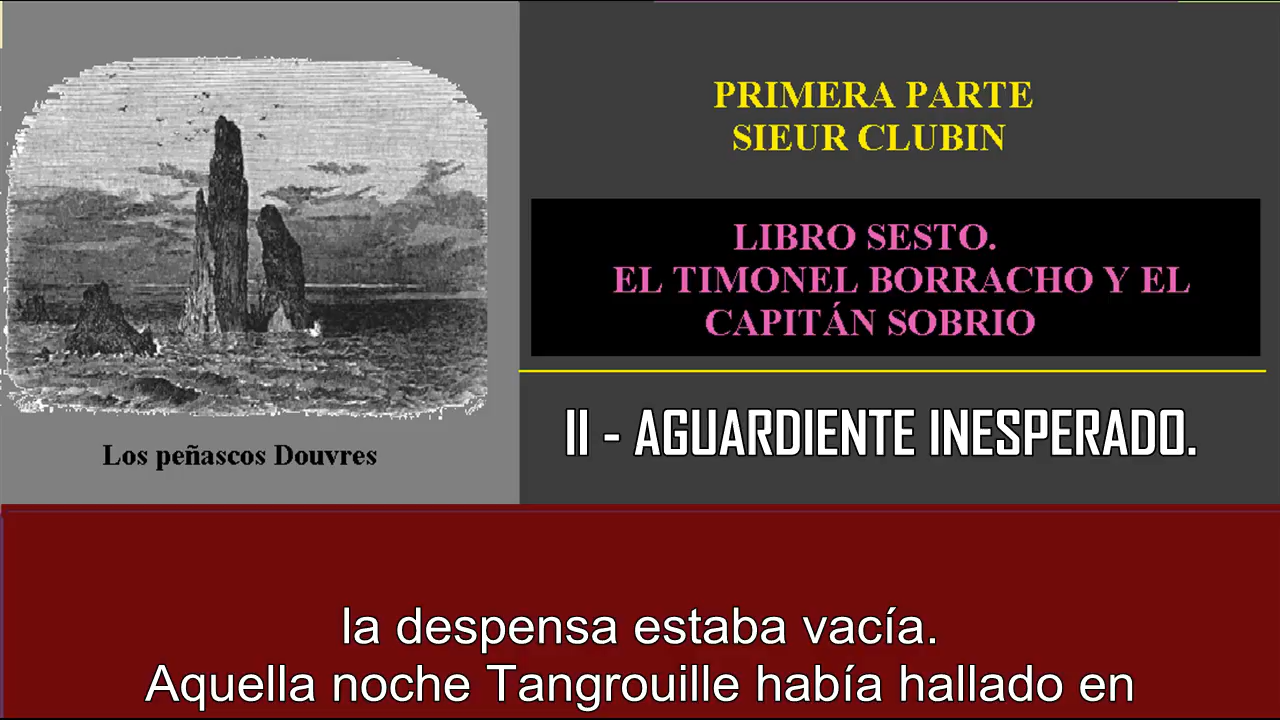 PRIMERA PARTE
SIEUR CLUBIN
LIBRO SESTO.
EL TIMONEL BORRACHO Y EL
CAPITÁN SOBRIO
II - AGUARDIENTE INESPERADO.
Los peñascos Douvres
la despensa estaba vacía.
Aquella noche Tangrouille había hallado en